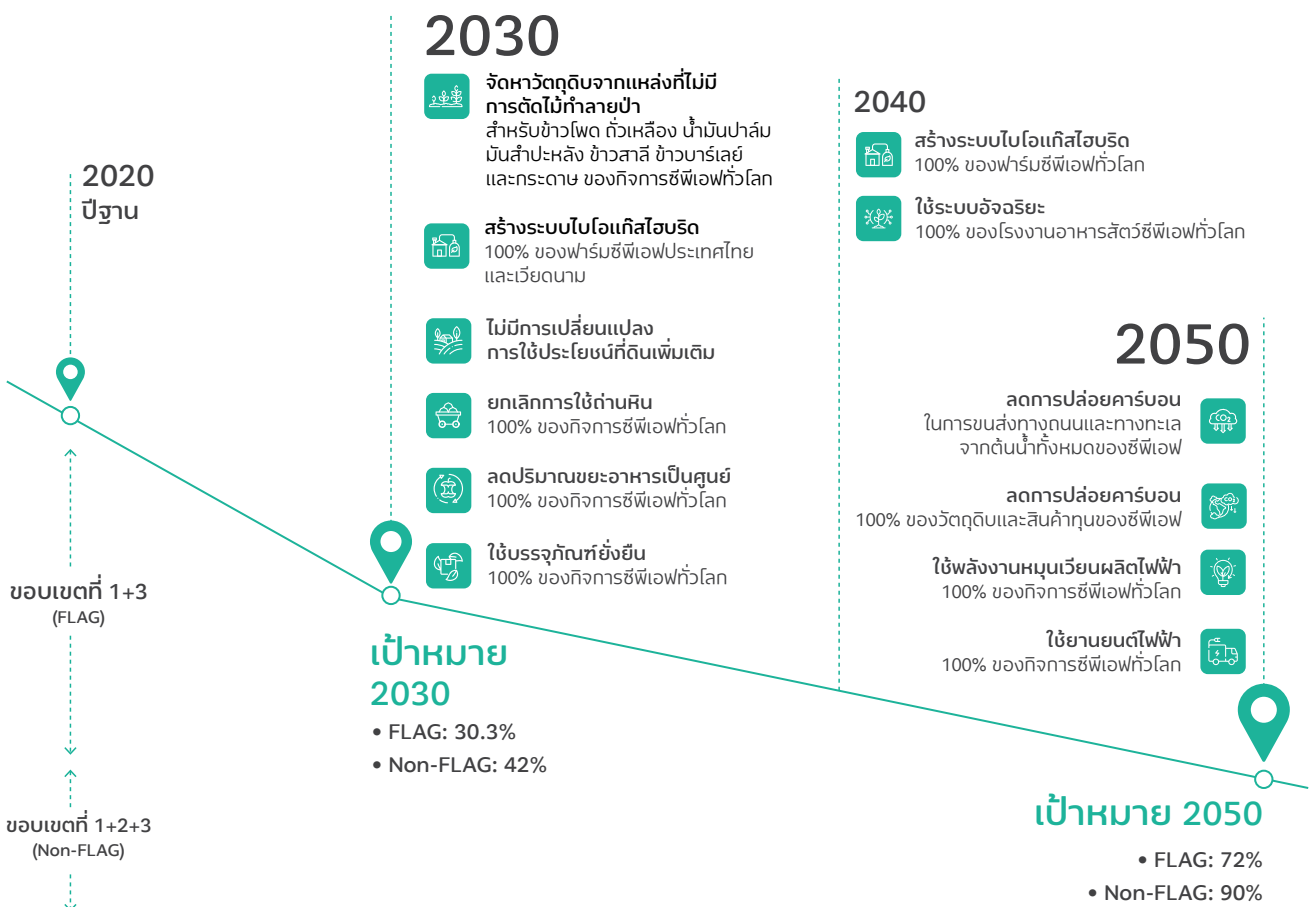 2020
ปีฐาน
ขอบเขตที่ 1+3
(FLAG)
ขอบเขตที่ 1+2+3
(Non-FLAG)
2030
จัดหาวัตถุดิบจากแหล่งที่ไม่มี
การตัดไม้ทำลายป่า
สำหรับข้าวโพด ถั่วเหลือง น้ำมันปาล์ม
มันสำปะหลัง ข้าวสาลี ข้าวบาร์เลย์
และกระดาษ ของกิจการซีพีเอฟทั่วโลก
สร้างระบบไบโอแก๊สไฮบริด
100% ของฟาร์มซีพีเอฟประเทศไทย
และเวียดนาม
ไม่มีการเปลี่ยนแปลง
การใช้ประโยชน์ที่ดินเพิ่มเติม
ยกเลิกการใช้ถ่านหิน
100% ของกิจการซีพีเอฟทั่วโลก
ลดปริมาณขยะอาหารเป็นศูนย์
100% ของกิจการซีพีเอฟทั่วโลก
ใช้บรรจุภัณฑ์ยั่งยืน
100% ของกิจการซีพีเอฟทั่วโลก
เป้าหมาย
2030
• FLAG: 30.3%
• Non-FLAG: 42%
2040
สร้างระบบไบโอแก๊สไฮบริด
100% ของฟาร์มซีพีเอฟทั่วโลก
ใช้ระบบอัจฉริยะ
100% ของโรงงานอาหารสัตว์ซีพีเอฟทั่วโลก
2050
ลดการปล่อยคาร์บอน
ในการขนส่งทางถนนและทางทะเล
จากต้นน้ำทั้งหมดของซีพีเอฟ
CO2
ลดการปล่อยคาร์บอน
100% ของวัตถุดิบและสินค้าทุนของซีพีเอฟ
CO2
ใช้พลังงานหมุนเวียนผลิตไฟฟ้า
100% ของกิจการซีพีเอฟทั่วโลก
ใช้ยานยนต์ไฟฟ้า
100% ของกิจการซีพีเอฟทั่วโลก
เป้าหมาย 2050
• FLAG: 72%
• Non-FLAG: 90%